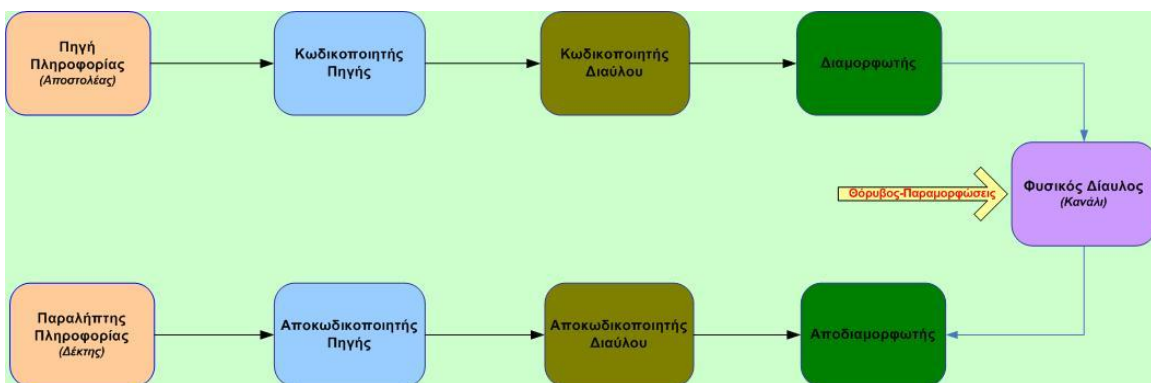 Πηγή
Πληροφορίας
(Αποστολέας)
Κωδικοποιητής
Πηγής
Κωδικοποιητής
Διαύλου
Διαμορφωτής
Θόρυβος-Παραμορφώσεις
Φυσικός Δίαυλος
(Κανάλι)
Παραλήπτης
Πληροφορίας
(Δέκτης)
Αποκωδικοποιητής
Πηγής
Αποκωδικοποιητής
Διαύλου
Αποδιαμορφωτής